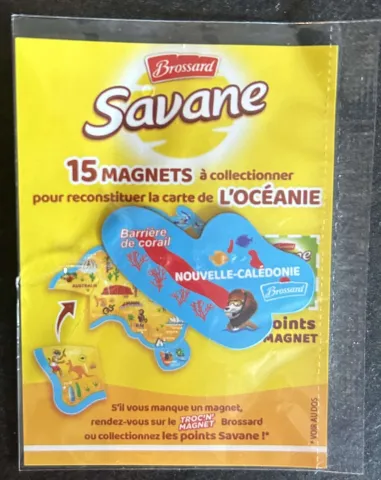 Brossard
Savane
15 MAGNETS à collectionner
pour reconstituer la carte de L'OCÉANIE
Barrière
de corail
NOUVELLE-CALÉDONIE
Brossard
AUSTRALIE
oints
MAGNET
S'il vous manque un magnet,
rendez-vous sur le TROC'N' MAGNET Brossard
ou collectionnez les points Savane !*
* VOIR AU DOS